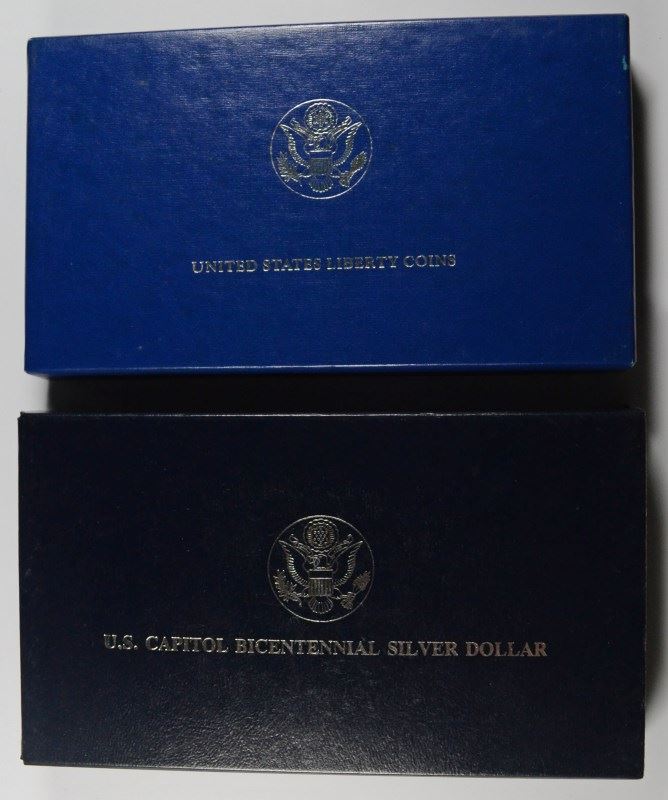 UNITED STATES LIBERTY COINS
U.S. CAPITOL BICENTENNIAL SILVER DOLLAR